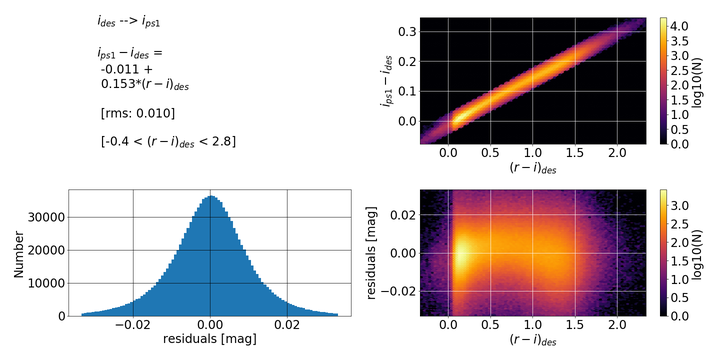 i_des --> i_ps1
i_ps1 − i_des =
-0.011 +
0.153*(r − i)_des
[rms: 0.010]
[-0.4 < (r − i)_des < 2.8]
0.3
0.2
0.1
0.0
i_ps1 − i_des
0.0 0.5 1.0 1.5 2.0
(r − i)_des
4.0
3.5
3.0
2.5
2.0
1.5
1.0
0.5
0.0
log10(N)
30000
20000
10000
0
Number
−0.02 0.00 0.02
residuals [mag]
0.02
0.00
−0.02
residuals [mag]
0.0 0.5 1.0 1.5 2.0
(r − i)_des
3.0
2.5
2.0
1.5
1.0
0.5
0.0
log10(N)